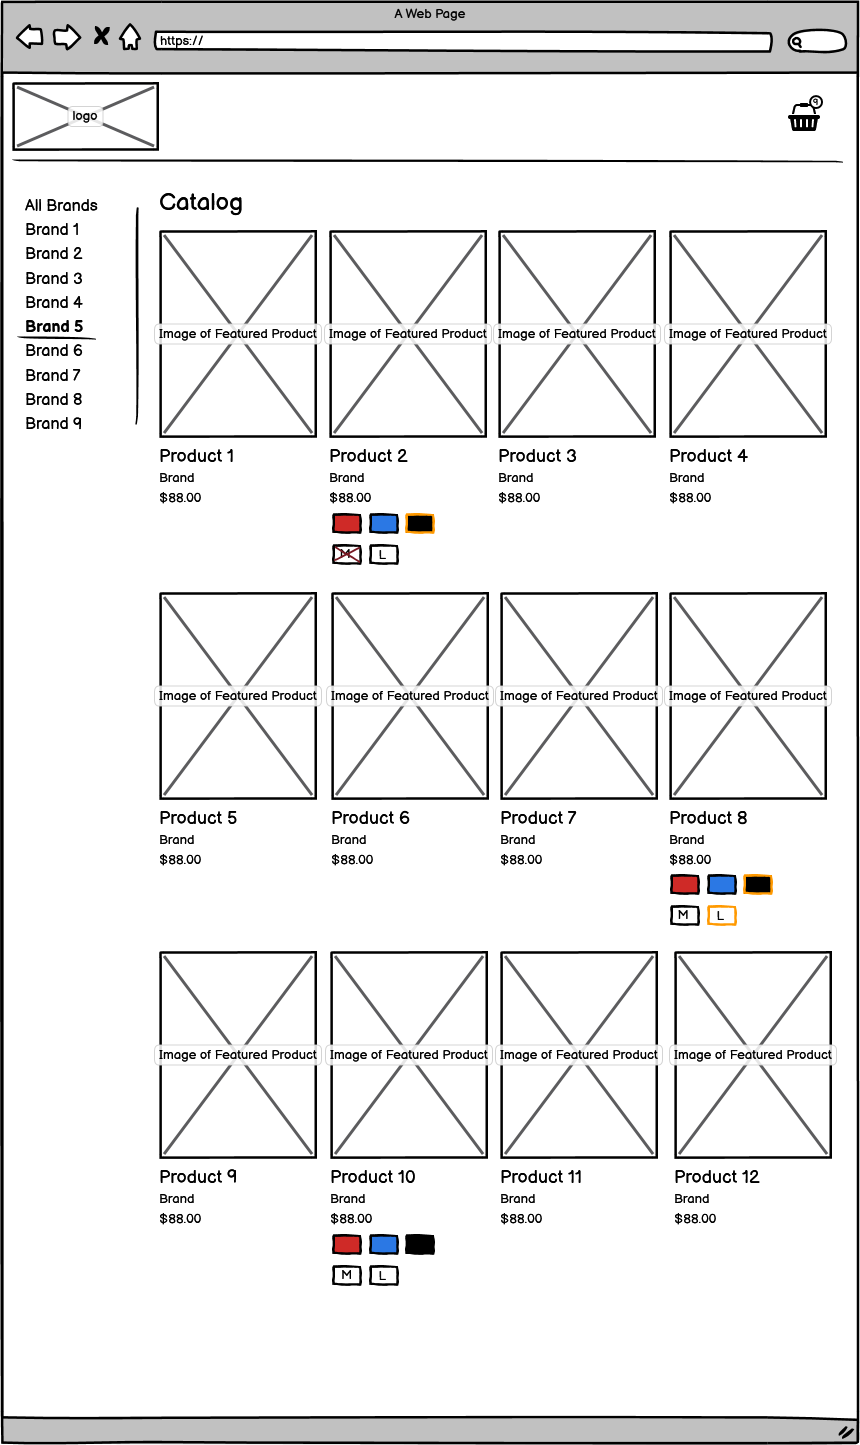 A Web Page
https://
logo
9
All Brands
Brand 1
Brand 2
Brand 3
Brand 4
Brand 5
Brand 6
Brand 7
Brand 8
Brand 9
Catalog
Image of Featured Product Image of Featured Product Image of Featured Product Image of Featured Product
Product 1 Product 2 Product 3 Product 4
Brand Brand Brand Brand
$88.00 $88.00 $88.00 $88.00
M L
Image of Featured Product Image of Featured Product Image of Featured Product Image of Featured Product
Product 5 Product 6 Product 7 Product 8
Brand Brand Brand Brand
$88.00 $88.00 $88.00 $88.00
M L
Image of Featured Product Image of Featured Product Image of Featured Product Image of Featured Product
Product 9 Product 10 Product 11 Product 12
Brand Brand Brand Brand
$88.00 $88.00 $88.00 $88.00
M L